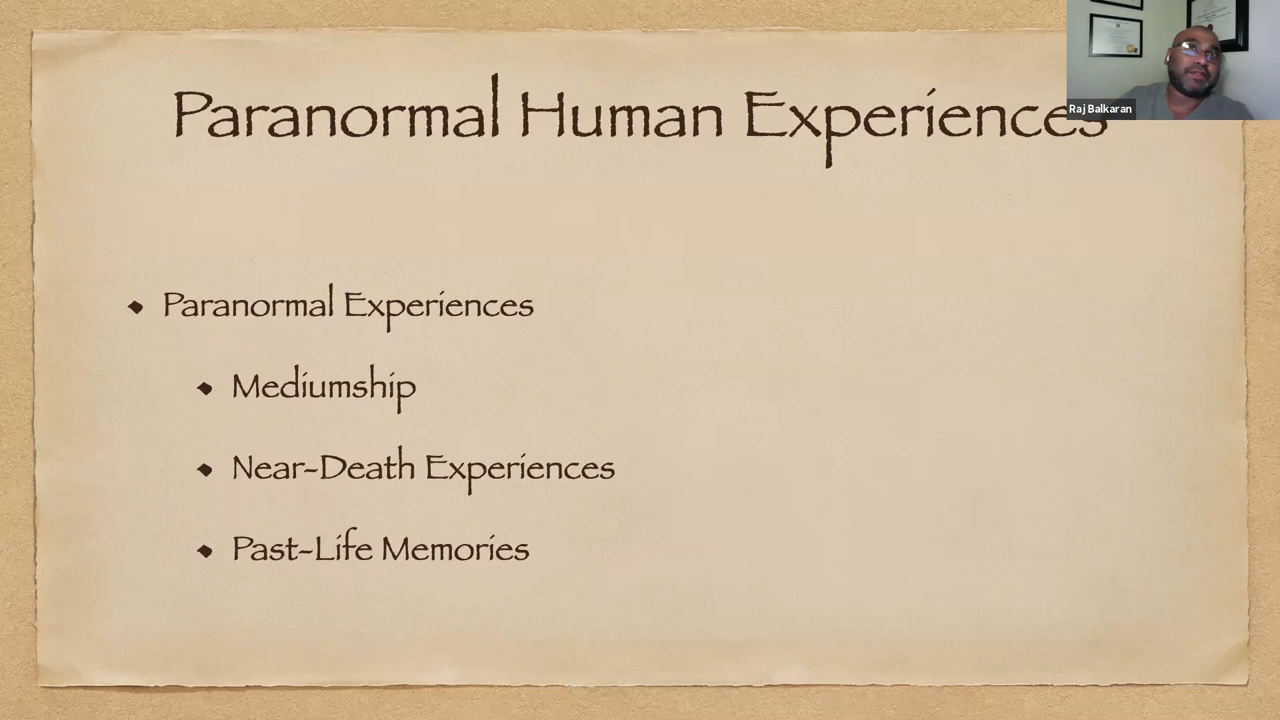 Paranormal Human Experiences
Raj Balkaran
Paranormal Experiences
Mediumship
Near-Death Experiences
Past-Life Memories